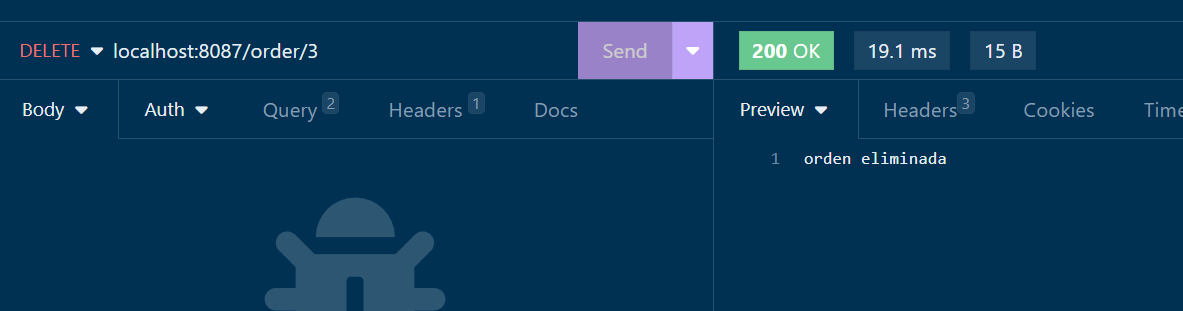 DELETE localhost:8087/order/3 Send 200 OK 19.1 ms 15 B
Body Auth Query 2 Headers 1 Docs Preview Headers 3 Cookies Time
1 orden eliminada